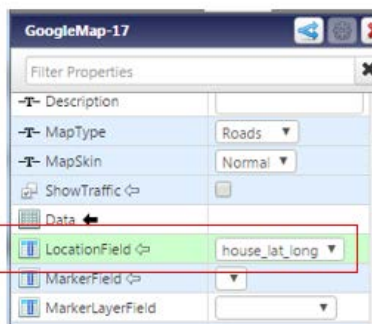 GoogleMap-17
Filter Properties
-T- Description
-T- MapType Roads
-T- MapSkin Normal
ShowTraffic
Data
LocationField house_lat_long
MarkerField
MarkerLayerField